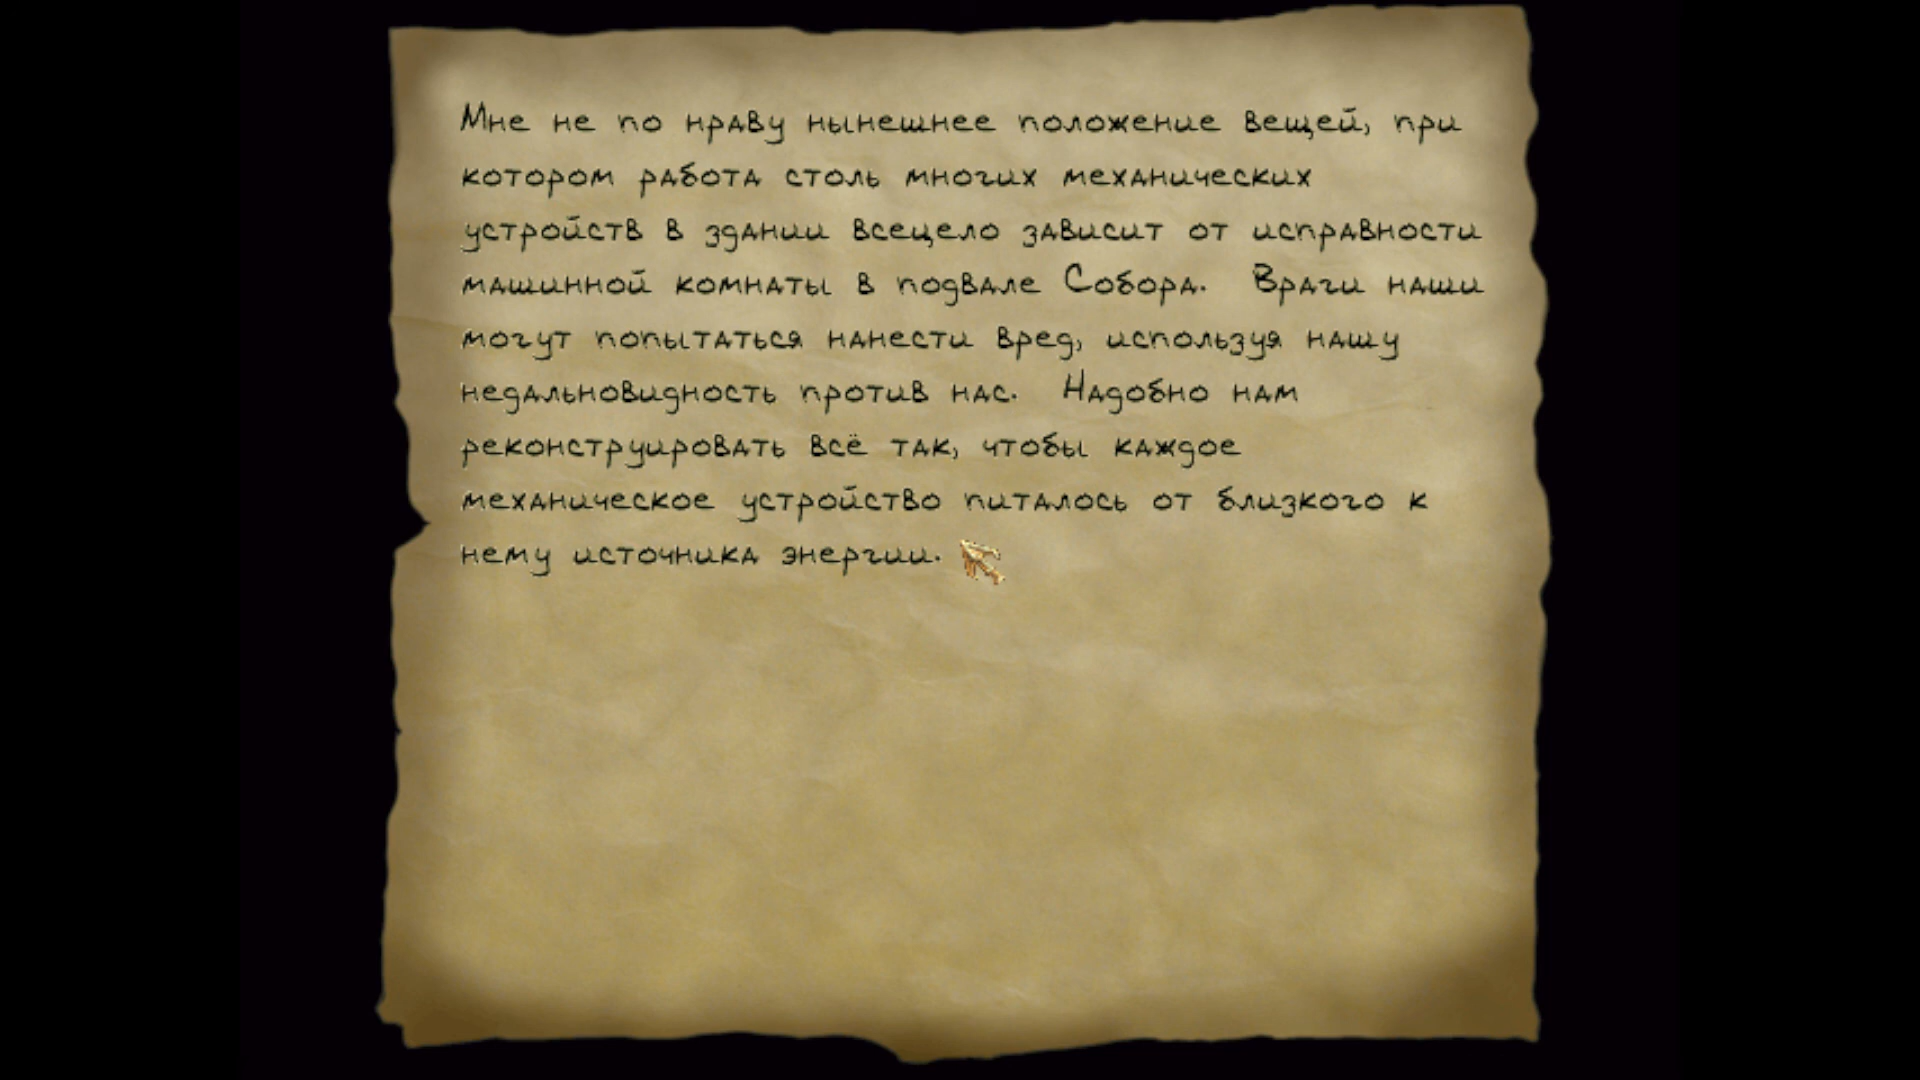 Мне не по нраву нынешнее положение вещей, при
котором работа столь многих механических
устройств в здании всецело зависит от исправности
машинной комнаты в подвале Собора. Враги наши
могут попытаться нанести вред, используя нашу
недальновидность против нас. Надобно нам
реконструировать всё так, чтобы каждое
механическое устройство питалось от близкого к
нему источника энергии.